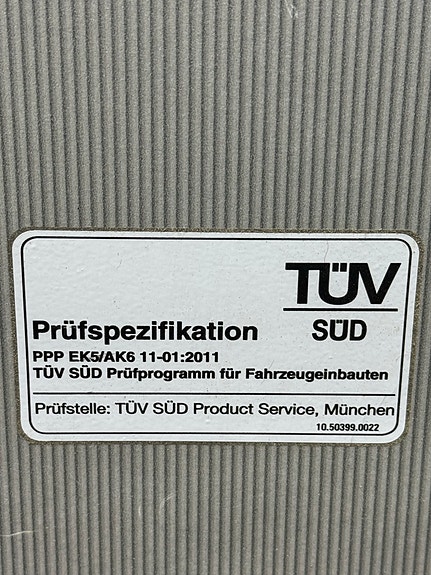 TÜV
SÜD
Prüfspezifikation
PPP EK5/AK6 11-01:2011
TÜV SÜD Prüfprogramm für Fahrzeugeinbauten
Prüfstelle: TÜV SÜD Product Service, München
10.50399.0022